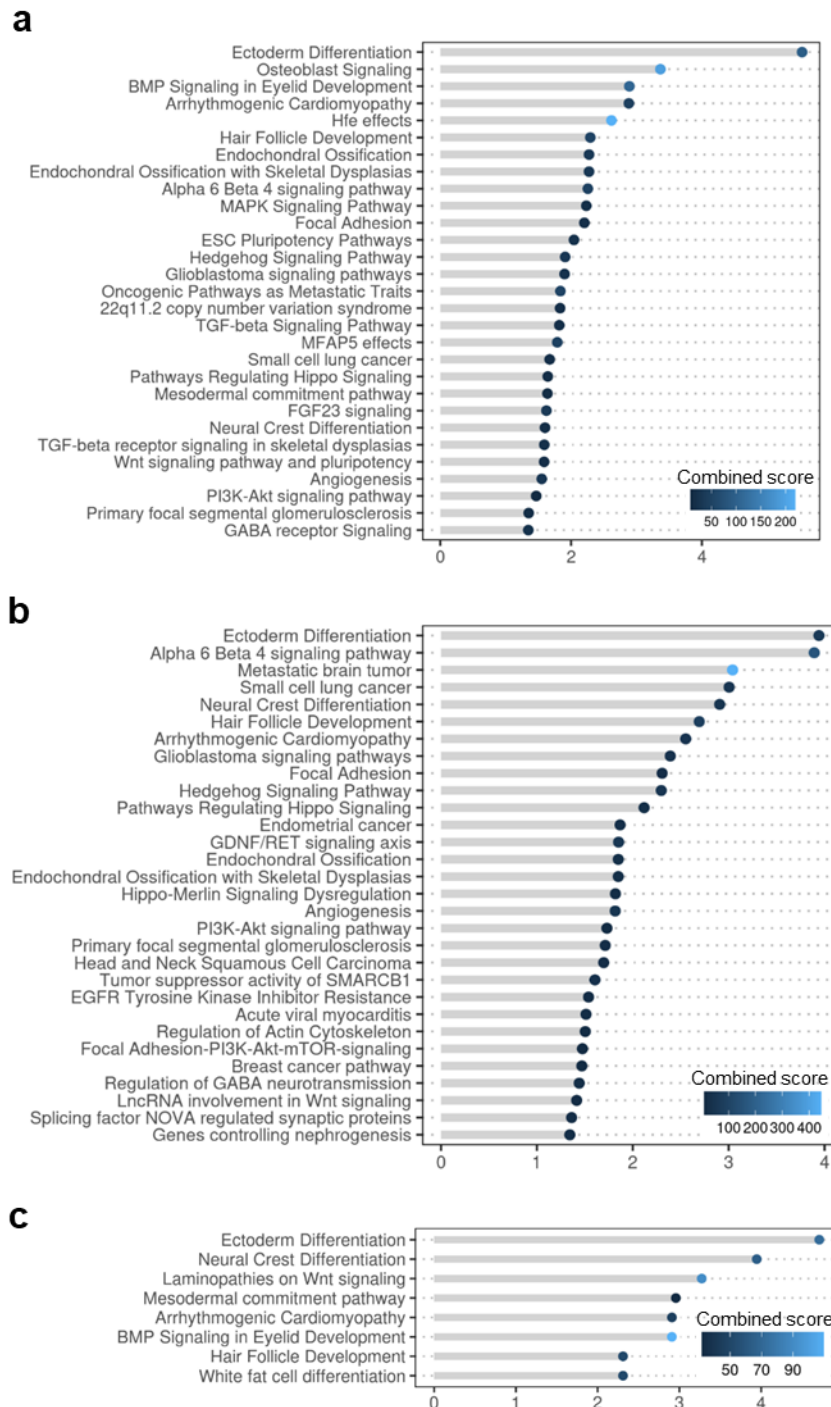 a
Ectoderm Differentiation
Osteoblast Signaling
BMP Signaling in Eyelid Development
Arrhythmogenic Cardiomyopathy
Hfe effects
Hair Follicle Development
Endochondral Ossification
Endochondral Ossification with Skeletal Dysplasias
Alpha 6 Beta 4 signaling pathway
MAPK Signaling Pathway
Focal Adhesion
ESC Pluripotency Pathways
Hedgehog Signaling Pathway
Glioblastoma signaling pathways
Oncogenic Pathways as Metastatic Traits
22q11.2 copy number variation syndrome
TGF-beta Signaling Pathway
MFAP5 effects
Small cell lung cancer
Pathways Regulating Hippo Signaling
Mesodermal commitment pathway
FGF23 signaling
Neural Crest Differentiation
TGF-beta receptor signaling in skeletal dysplasias
Wnt signaling pathway and pluripotency
Angiogenesis
PI3K-Akt signaling pathway
Primary focal segmental glomerulosclerosis
GABA receptor Signaling
Combined score
50 100 150 200
0 2 4
b
Ectoderm Differentiation
Alpha 6 Beta 4 signaling pathway
Metastatic brain tumor
Small cell lung cancer
Neural Crest Differentiation
Hair Follicle Development
Arrhythmogenic Cardiomyopathy
Glioblastoma signaling pathways
Focal Adhesion
Hedgehog Signaling Pathway
Pathways Regulating Hippo Signaling
Endometrial cancer
GDNF/RET signaling axis
Endochondral Ossification
Endochondral Ossification with Skeletal Dysplasias
Hippo-Merlin Signaling Dysregulation
Angiogenesis
PI3K-Akt signaling pathway
Primary focal segmental glomerulosclerosis
Head and Neck Squamous Cell Carcinoma
Tumor suppressor activity of SMARCB1
EGFR Tyrosine Kinase Inhibitor Resistance
Acute viral myocarditis
Regulation of Actin Cytoskeleton
Focal Adhesion-PI3K-Akt-mTOR-signaling
Breast cancer pathway
Regulation of GABA neurotransmission
LncRNA involvement in Wnt signaling
Splicing factor NOVA regulated synaptic proteins
Genes controlling nephrogenesis
Combined score
100 200 300 400
0 1 2 3 4
c
Ectoderm Differentiation
Neural Crest Differentiation
Laminopathies on Wnt signaling
Mesodermal commitment pathway
Arrhythmogenic Cardiomyopathy
BMP Signaling in Eyelid Development
Hair Follicle Development
White fat cell differentiation
Combined score
50 70 90
0 1 2 3 4